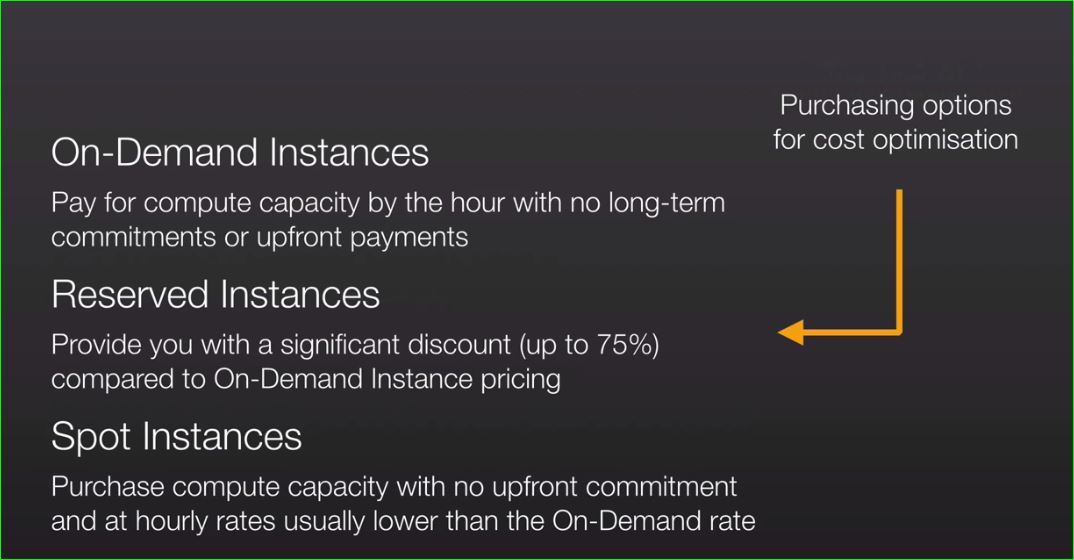 Purchasing options
for cost optimisation
On-Demand Instances
Pay for compute capacity by the hour with no long-term
commitments or upfront payments
Reserved Instances
Provide you with a significant discount (up to 75%)
compared to On-Demand Instance pricing
Spot Instances
Purchase compute capacity with no upfront commitment
and at hourly rates usually lower than the On-Demand rate